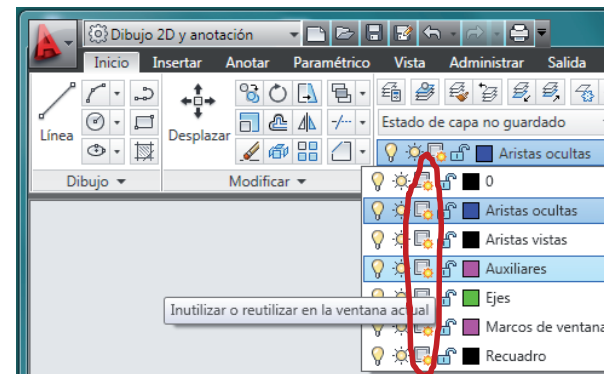 Dibujo 2D y anotación
Inicio Insertar Anotar Paramétrico Vista Administrar Salida
Línea
Desplazar
Estado de capa no guardado
Aristas ocultas
Dibujo Modificar
0
Aristas ocultas
Aristas vistas
Auxiliares
Ejes
Inutilizar o reutilizar en la ventana actual
Marcos de ventana
Recuadro